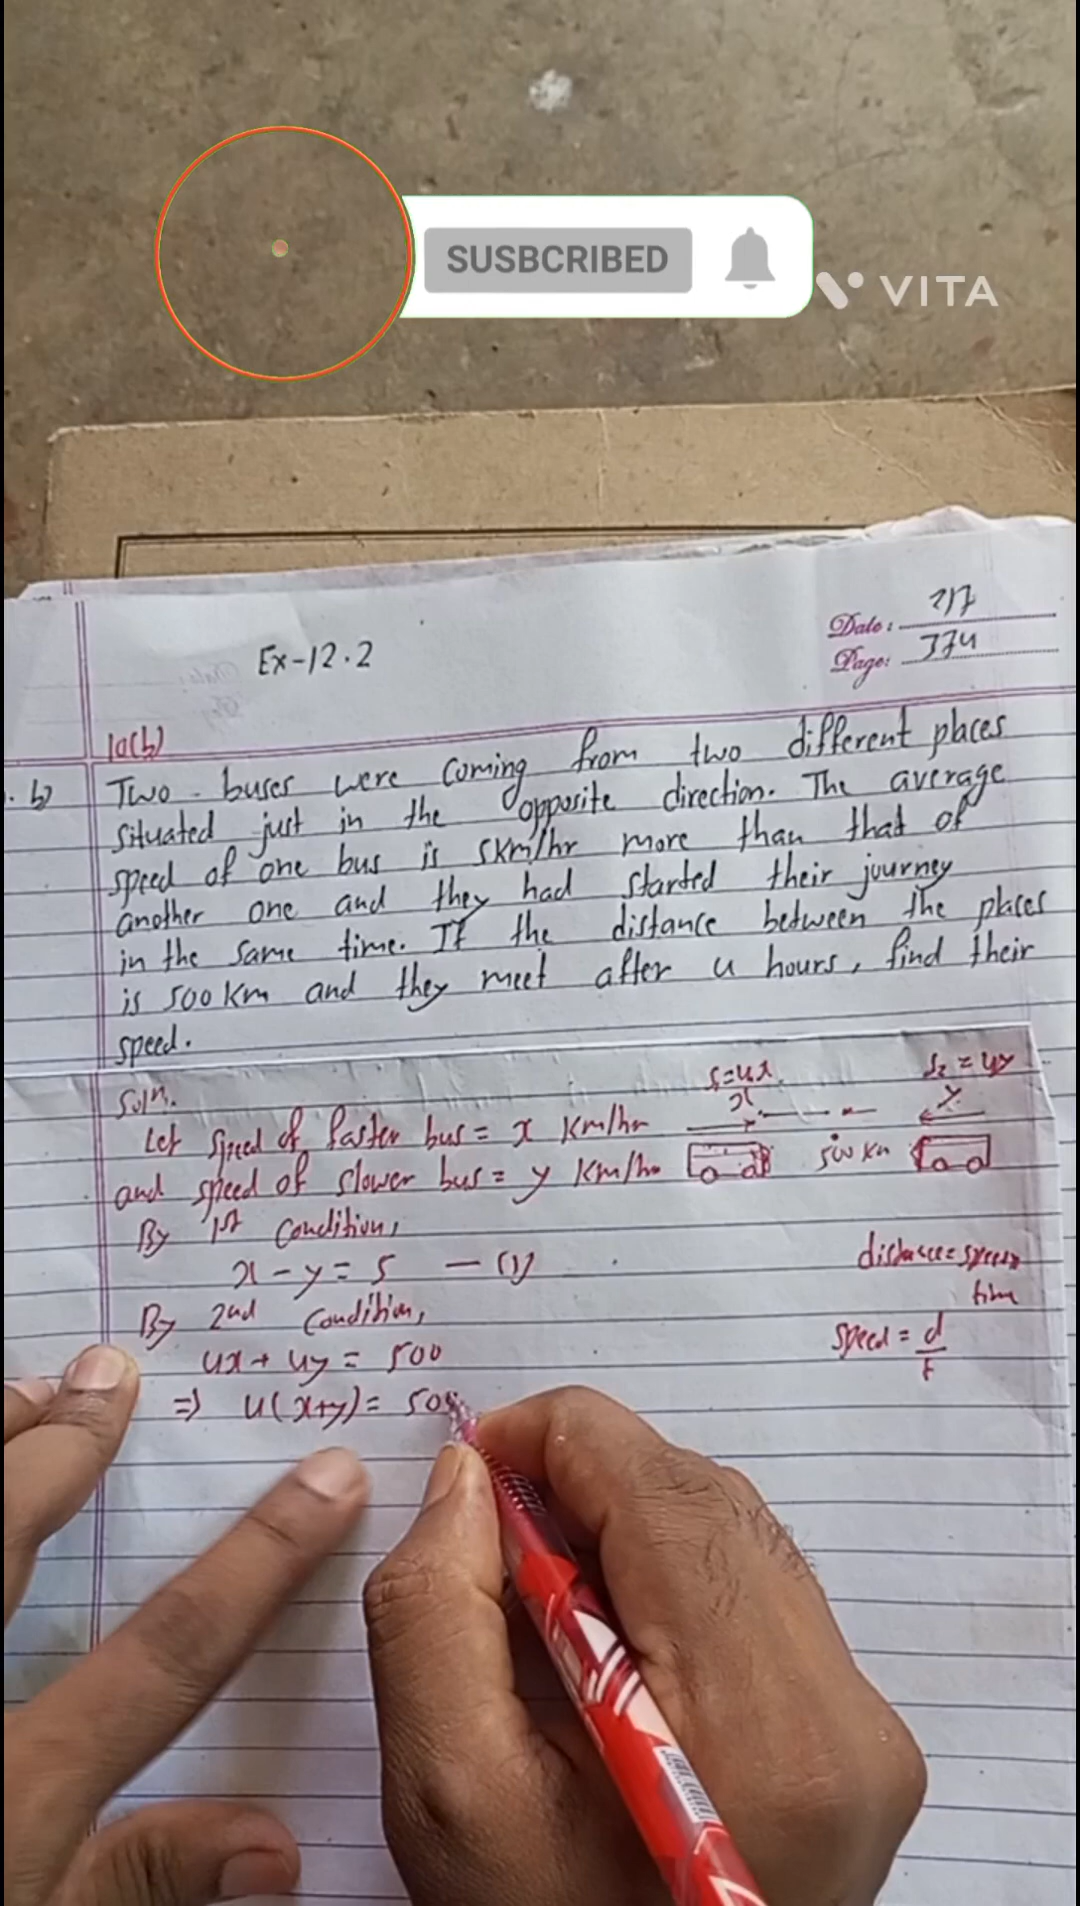 SUSBCRIBED
VITA
Date: 217
Page: 374
Ex-12.2
10(b)
b) Two buses were coming from two different places
situated just in the opposite direction. The average
speed of one bus is 5km/hr more than that of
another one and they had started their journey
in the same time. If the distance between the places
is 500 Km and they meet after 4 hours, find their
speed.
Soln.
S1=4x
S2=4y
x
y
500 Km
Let speed of faster bus = x Km/hr
and speed of slower bus = y Km/hr
By 1st Condition,
x - y = 5 — (1)
distance = speed x
time
By 2nd Condition,
speed = d/t
4x + 4y = 500
=> 4(x+y) = 500